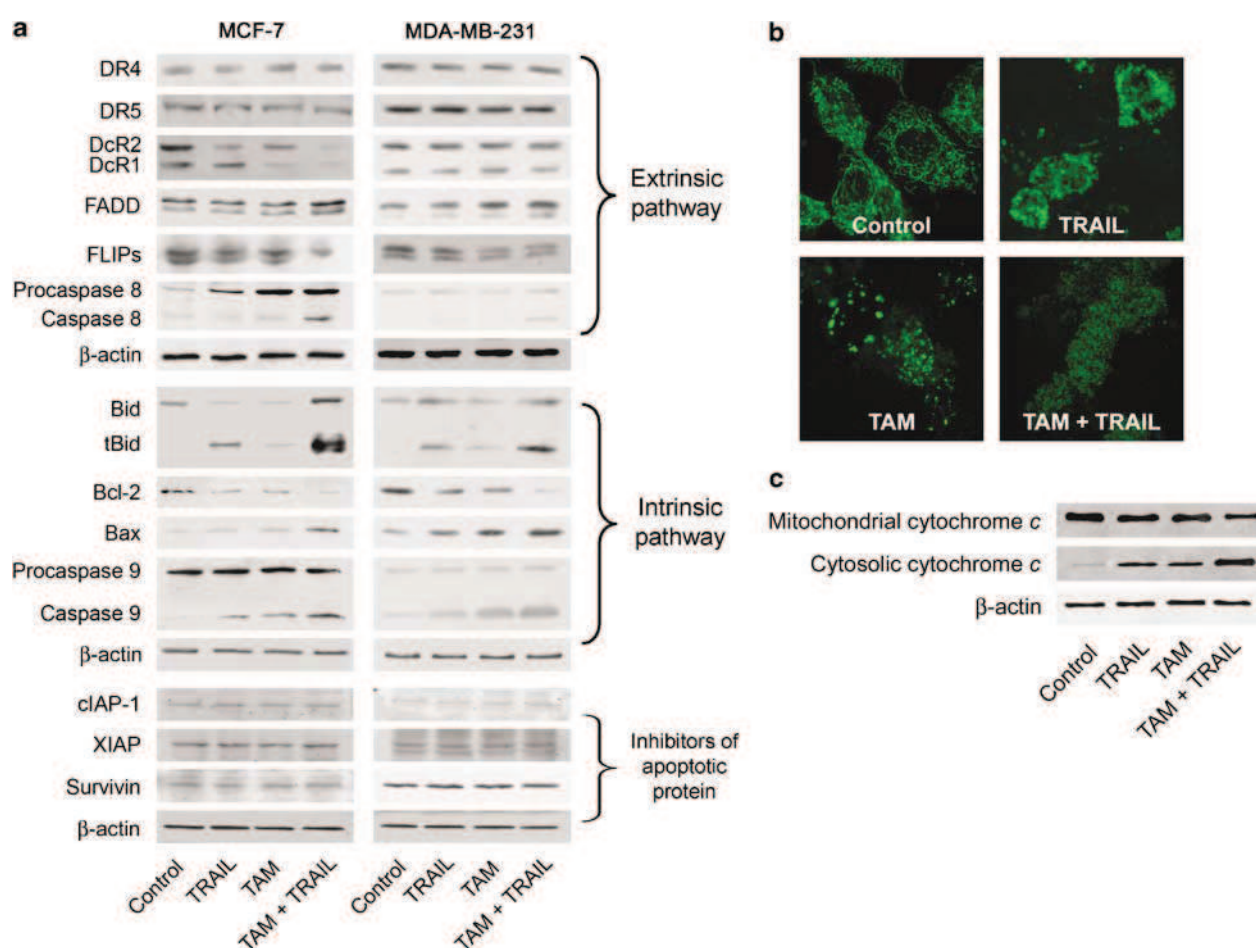 a
MCF-7
MDA-MB-231
DR4
DR5
DcR2
DcR1
FADD
FLIPs
Procaspase 8
Caspase 8
β-actin
Extrinsic
pathway
Bid
tBid
Bcl-2
Bax
Procaspase 9
Caspase 9
β-actin
Intrinsic
pathway
cIAP-1
XIAP
Survivin
β-actin
Inhibitors of
apoptotic
protein
Control
TRAIL
TAM
TAM + TRAIL
Control
TRAIL
TAM
TAM + TRAIL
b
Control
TRAIL
TAM
TAM + TRAIL
c
Mitochondrial cytochrome c
Cytosolic cytochrome c
β-actin
Control
TRAIL
TAM
TAM + TRAIL